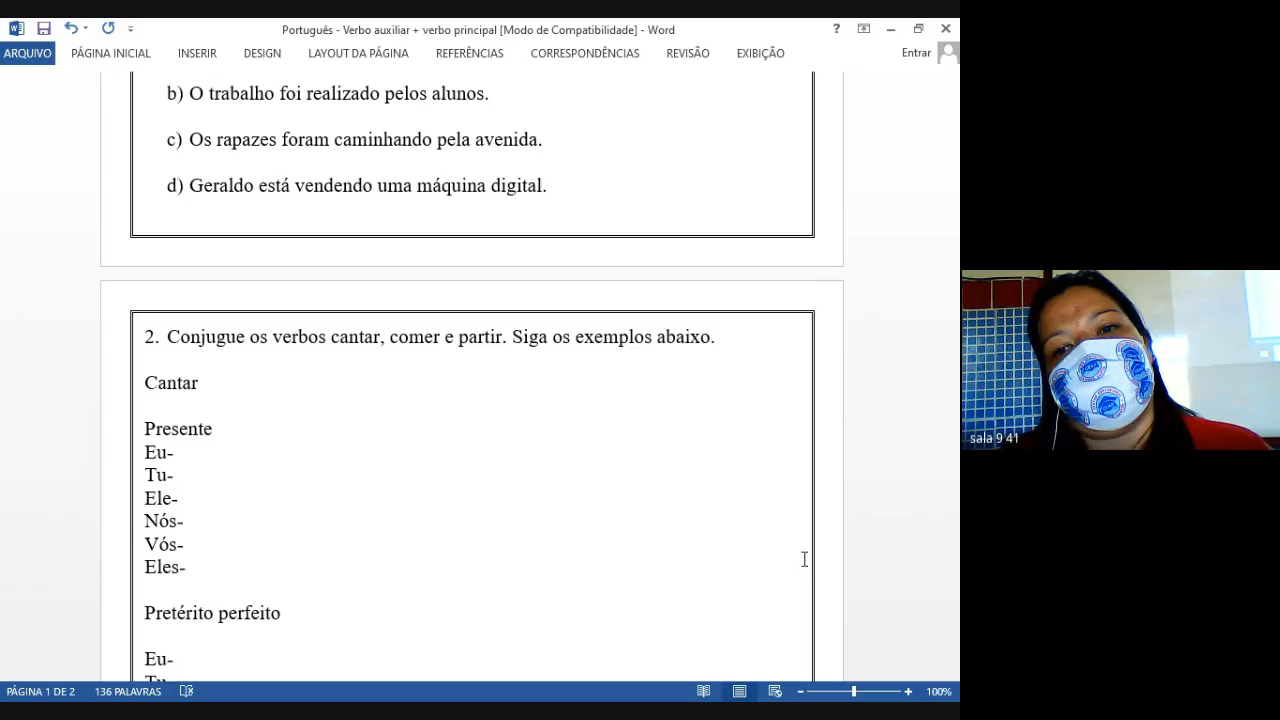 Português - Verbo auxiliar + verbo principal [Modo de Compatibilidade] - Word
ARQUIVO PÁGINA INICIAL INSERIR DESIGN LAYOUT DA PÁGINA REFERÊNCIAS CORRESPONDÊNCIAS REVISÃO EXIBIÇÃO Entrar
b) O trabalho foi realizado pelos alunos.
c) Os rapazes foram caminhando pela avenida.
d) Geraldo está vendendo uma máquina digital.
2. Conjugue os verbos cantar, comer e partir. Siga os exemplos abaixo.
Cantar
Presente
Eu-
Tu-
Ele-
Nós-
Vós-
Eles-
Pretérito perfeito
Eu-
Tu-
PÁGINA 1 DE 2 136 PALAVRAS 100%
sala 9 41